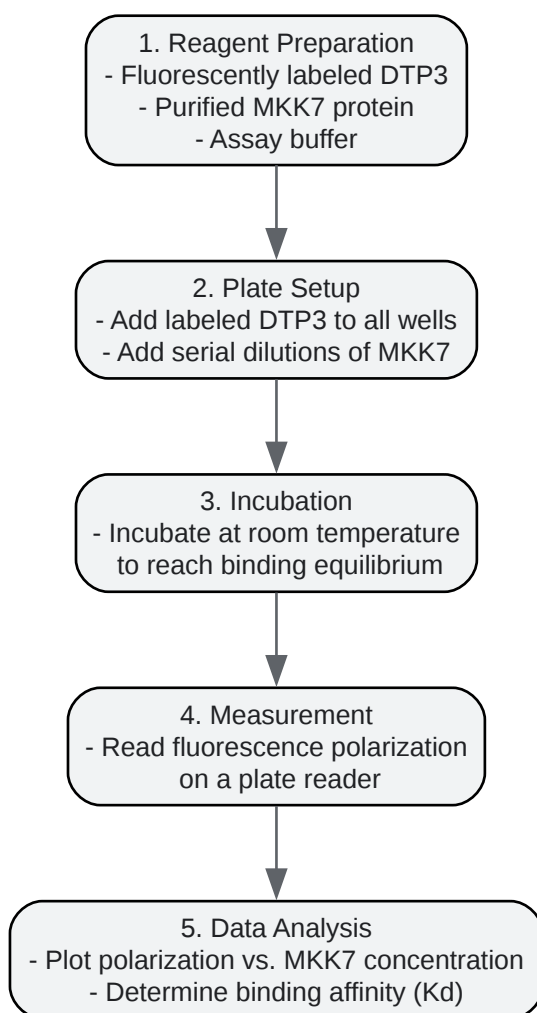 1. Reagent Preparation
- Fluorescently labeled DTP3
- Purified MKK7 protein
- Assay buffer
2. Plate Setup
- Add labeled DTP3 to all wells
- Add serial dilutions of MKK7
3. Incubation
- Incubate at room temperature
to reach binding equilibrium
4. Measurement
- Read fluorescence polarization
on a plate reader
5. Data Analysis
- Plot polarization vs. MKK7 concentration
- Determine binding affinity (Kd)